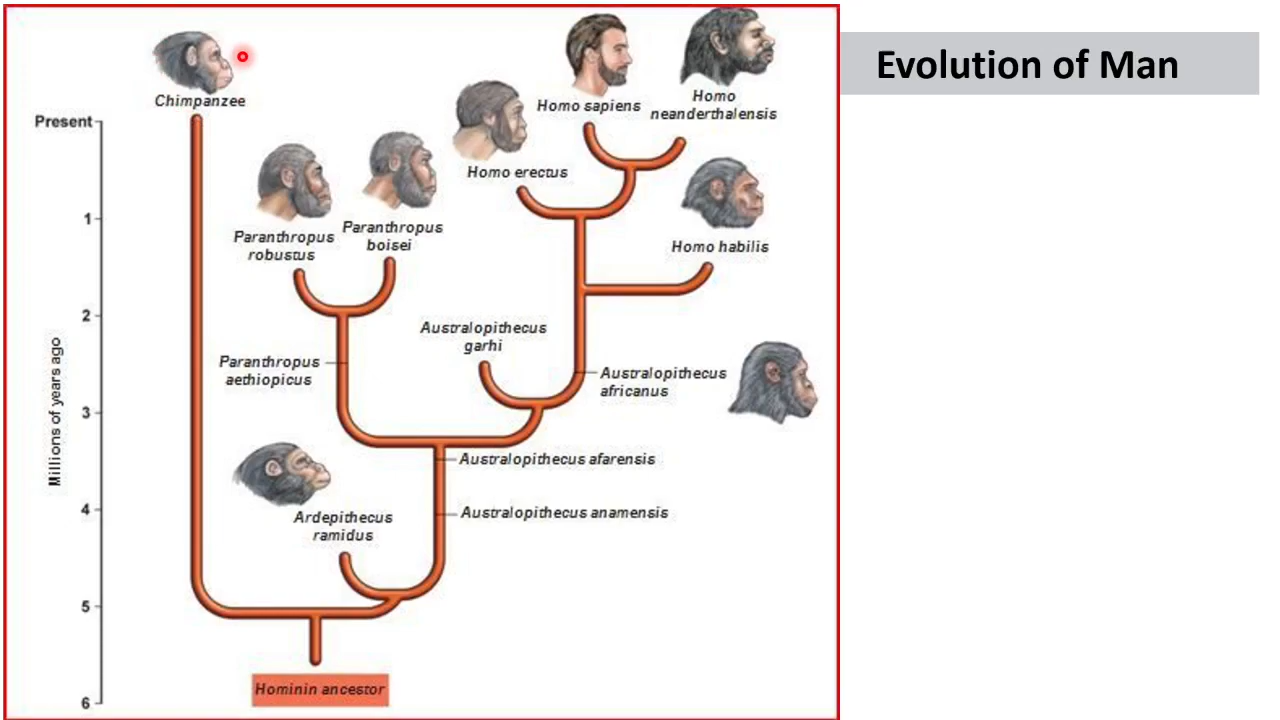 Evolution of Man
Chimpanzee
Homo sapiens
Homo
neanderthalensis
Present
Homo erectus
1
Paranthropus
robustus
Paranthropus
boisei
Homo habilis
2
Australopithecus
garhi
Paranthropus
aethiopicus
Australopithecus
africanus
Millions of years ago
3
Australopithecus afarensis
4
Australopithecus anamensis
Ardepithecus
ramidus
5
Hominin ancestor
6